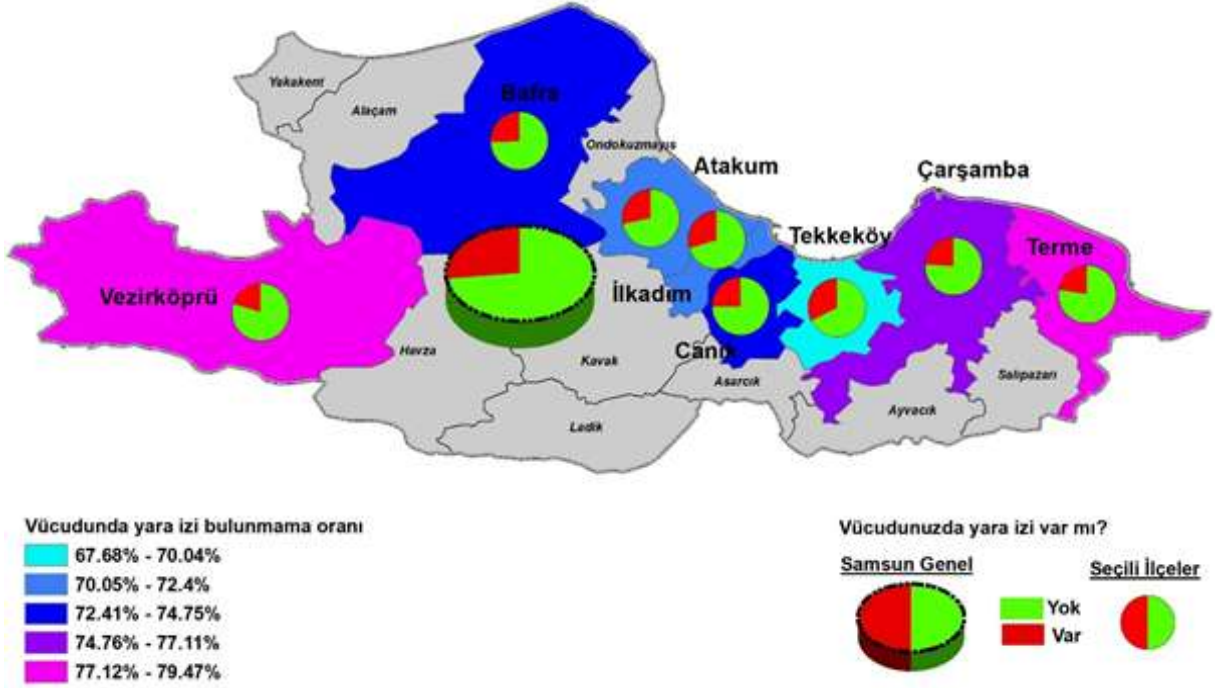 Yakakent
Alaçam
Bafra
Ondokuzmayıs
Atakum
Çarşamba
Tekkeköy
Terme
Vezirköprü
İlkadım
Canik
Havza
Kavak
Asarcık
Salıpazarı
Ayvacık
Ladik
Vücudunda yara izi bulunmama oranı
67.68% - 70.04%
70.05% - 72.4%
72.41% - 74.75%
74.76% - 77.11%
77.12% - 79.47%
Vücudunuzda yara izi var mı?
Samsun Genel
Seçili İlçeler
Yok
Var